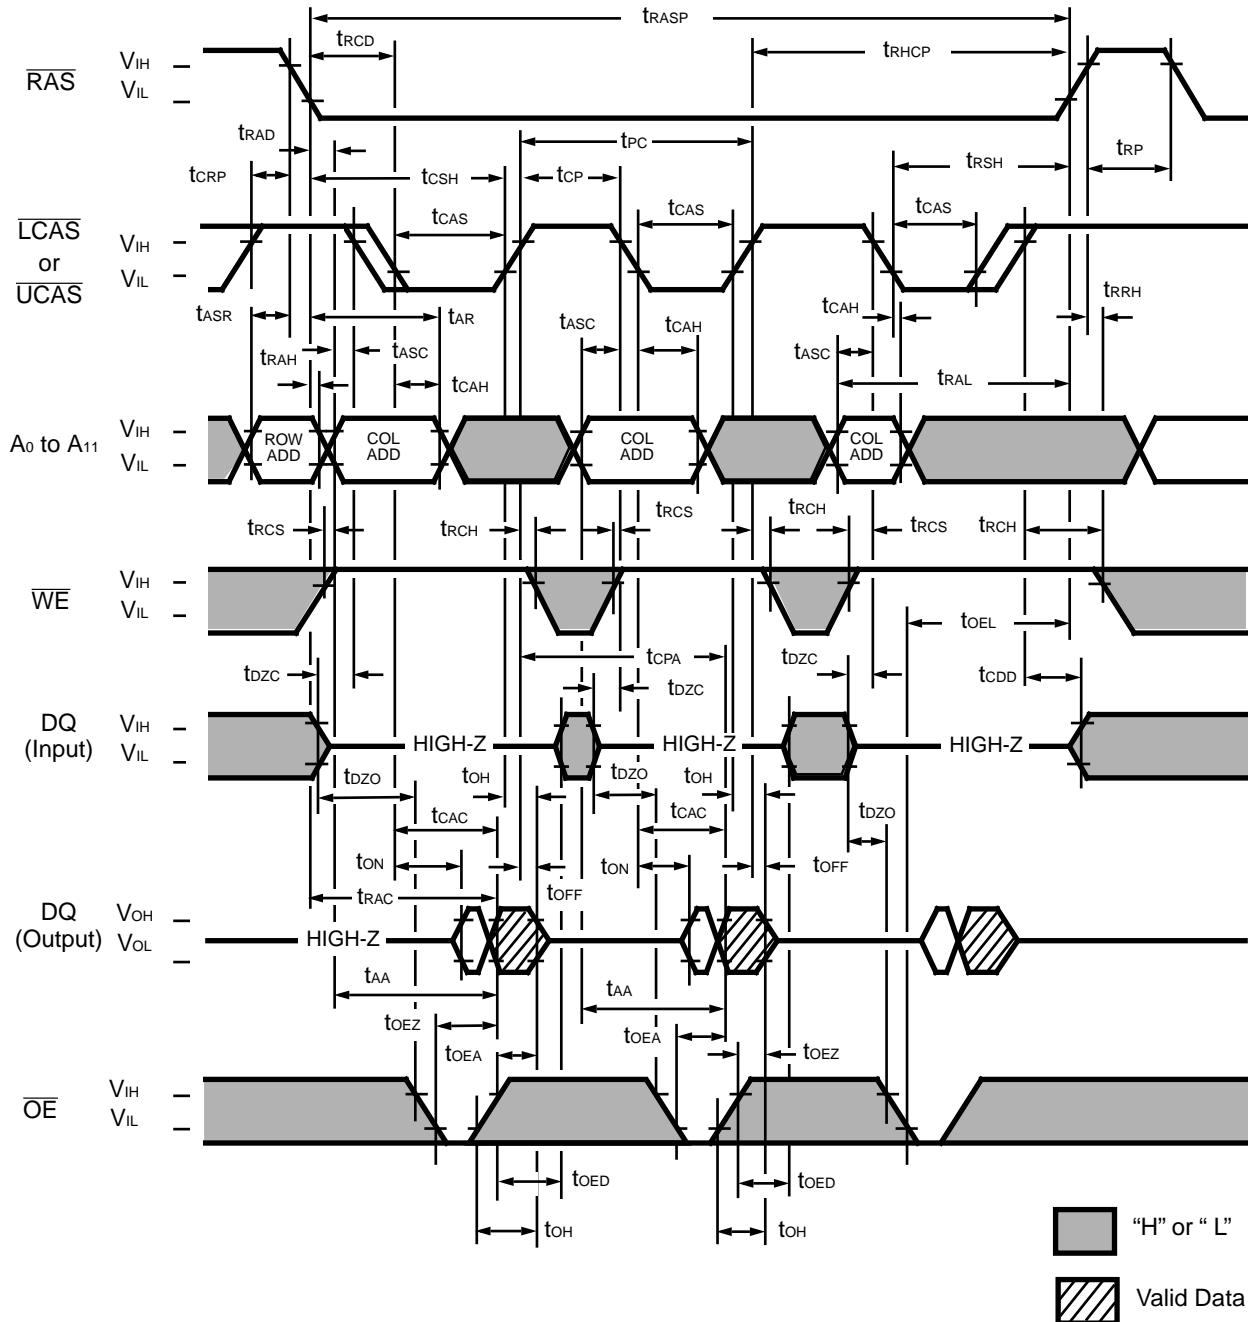 tRASP
tRCD
tRHCP
RAS
VIH
VIL
tRAD
tPC
tRP
tCRP
tCSH
tCP
tRSH
tCAS
tCAS
tCAS
LCAS
or
UCAS
VIH
VIL
tASR
tAR
tASC
tCAH
tCAH
tRRH
tRAH
tASC
tASC
tCAH
tRAL
A0 to A11
VIH
VIL
ROW
ADD
COL
ADD
COL
ADD
COL
ADD
tRCS
tRCH
tRCS
tRCH
tRCS
tRCH
WE
VIH
VIL
tOEL
tCPA
tDZC
tDZC
tDZC
tCDD
DQ
(Input)
VIH
VIL
HIGH-Z
HIGH-Z
HIGH-Z
tDZO
tOH
tDZO
tOH
tCAC
tCAC
tDZO
tON
tOFF
tON
tOFF
tRAC
DQ
(Output)
VOH
VOL
HIGH-Z
tAA
tAA
tOEZ
tOEA
tOEA
tOEZ
OE
VIH
VIL
tOED
tOED
tOH
tOH
“H” or “ L”
Valid Data